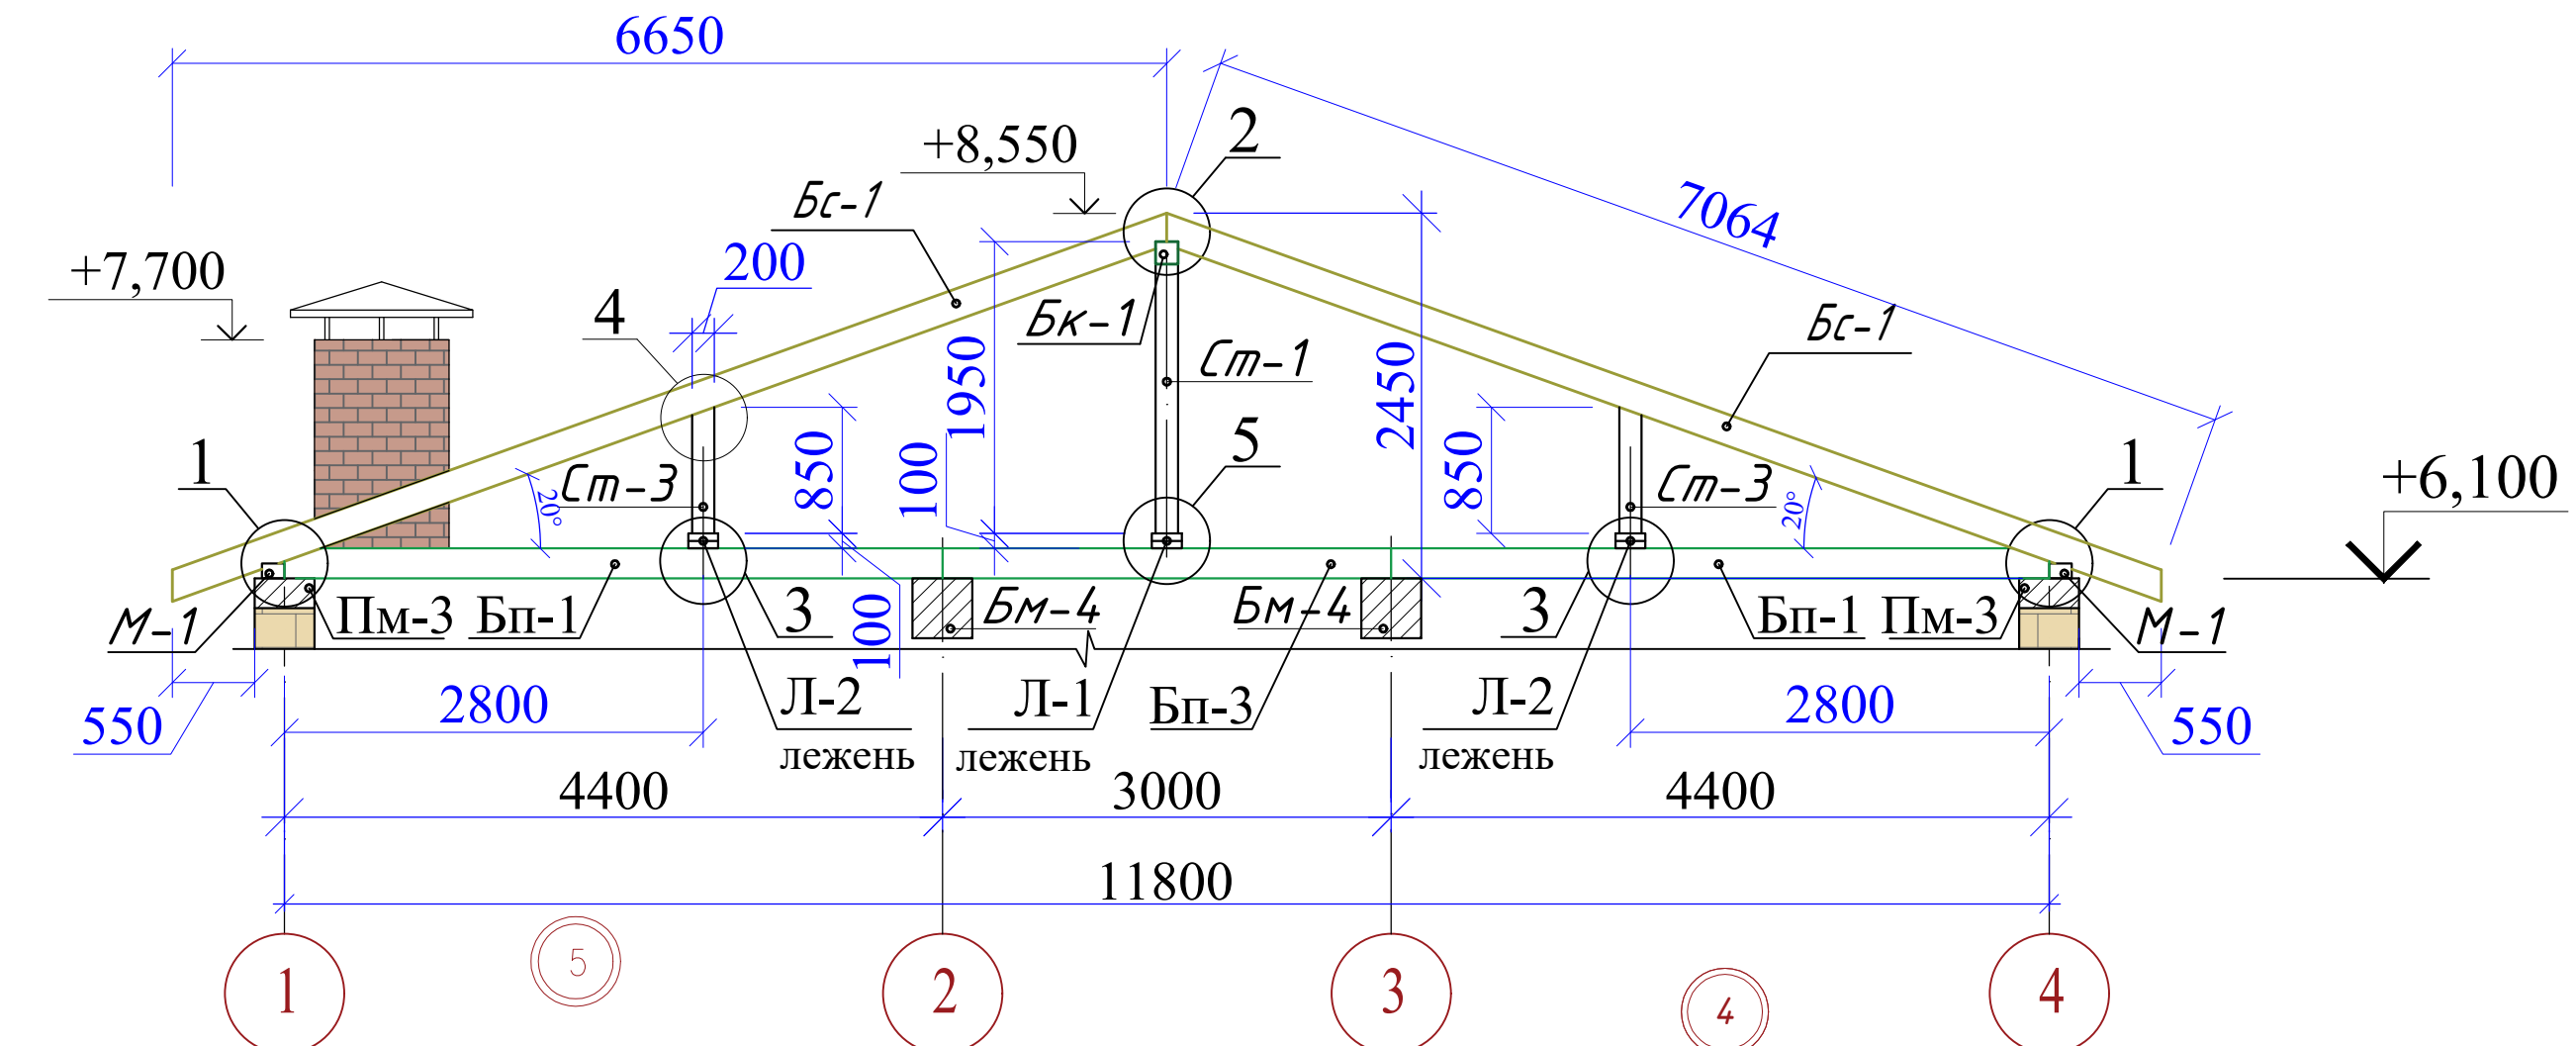 6650
+8,550
2
7064
Бс-1
+7,700
200
4
Бк-1
Бс-1
1950
Ст-1
2450
1
20°
Ст-3
850
100
5
850
Ст-3
20°
1
+6,100
М-1
Пм-3
Бп-1
3
100
Бм-4
Бм-4
3
Бп-1
Пм-3
М-1
550
2800
Л-2
лежень
Л-1
лежень
Бп-3
Л-2
лежень
2800
550
4400
3000
4400
11800
1
5
2
3
4
4